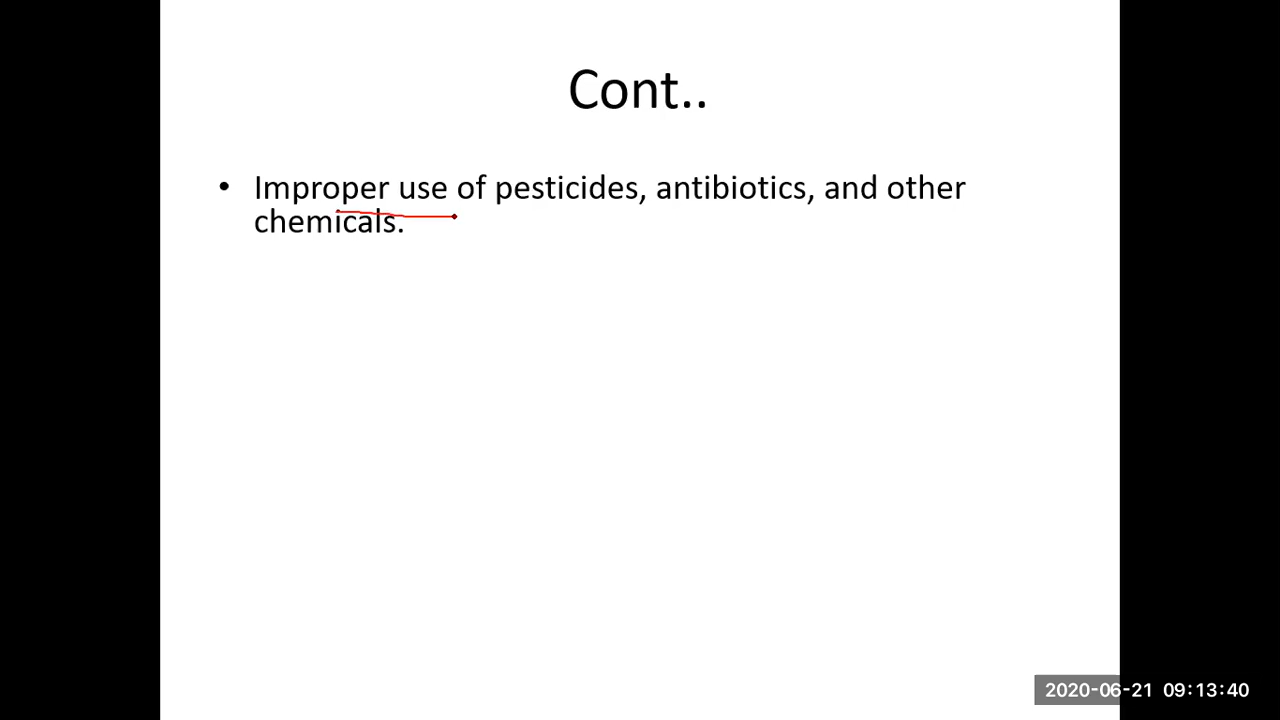 Cont..
• Improper use of pesticides, antibiotics, and other
chemicals.
2020-06-21 09:13:40